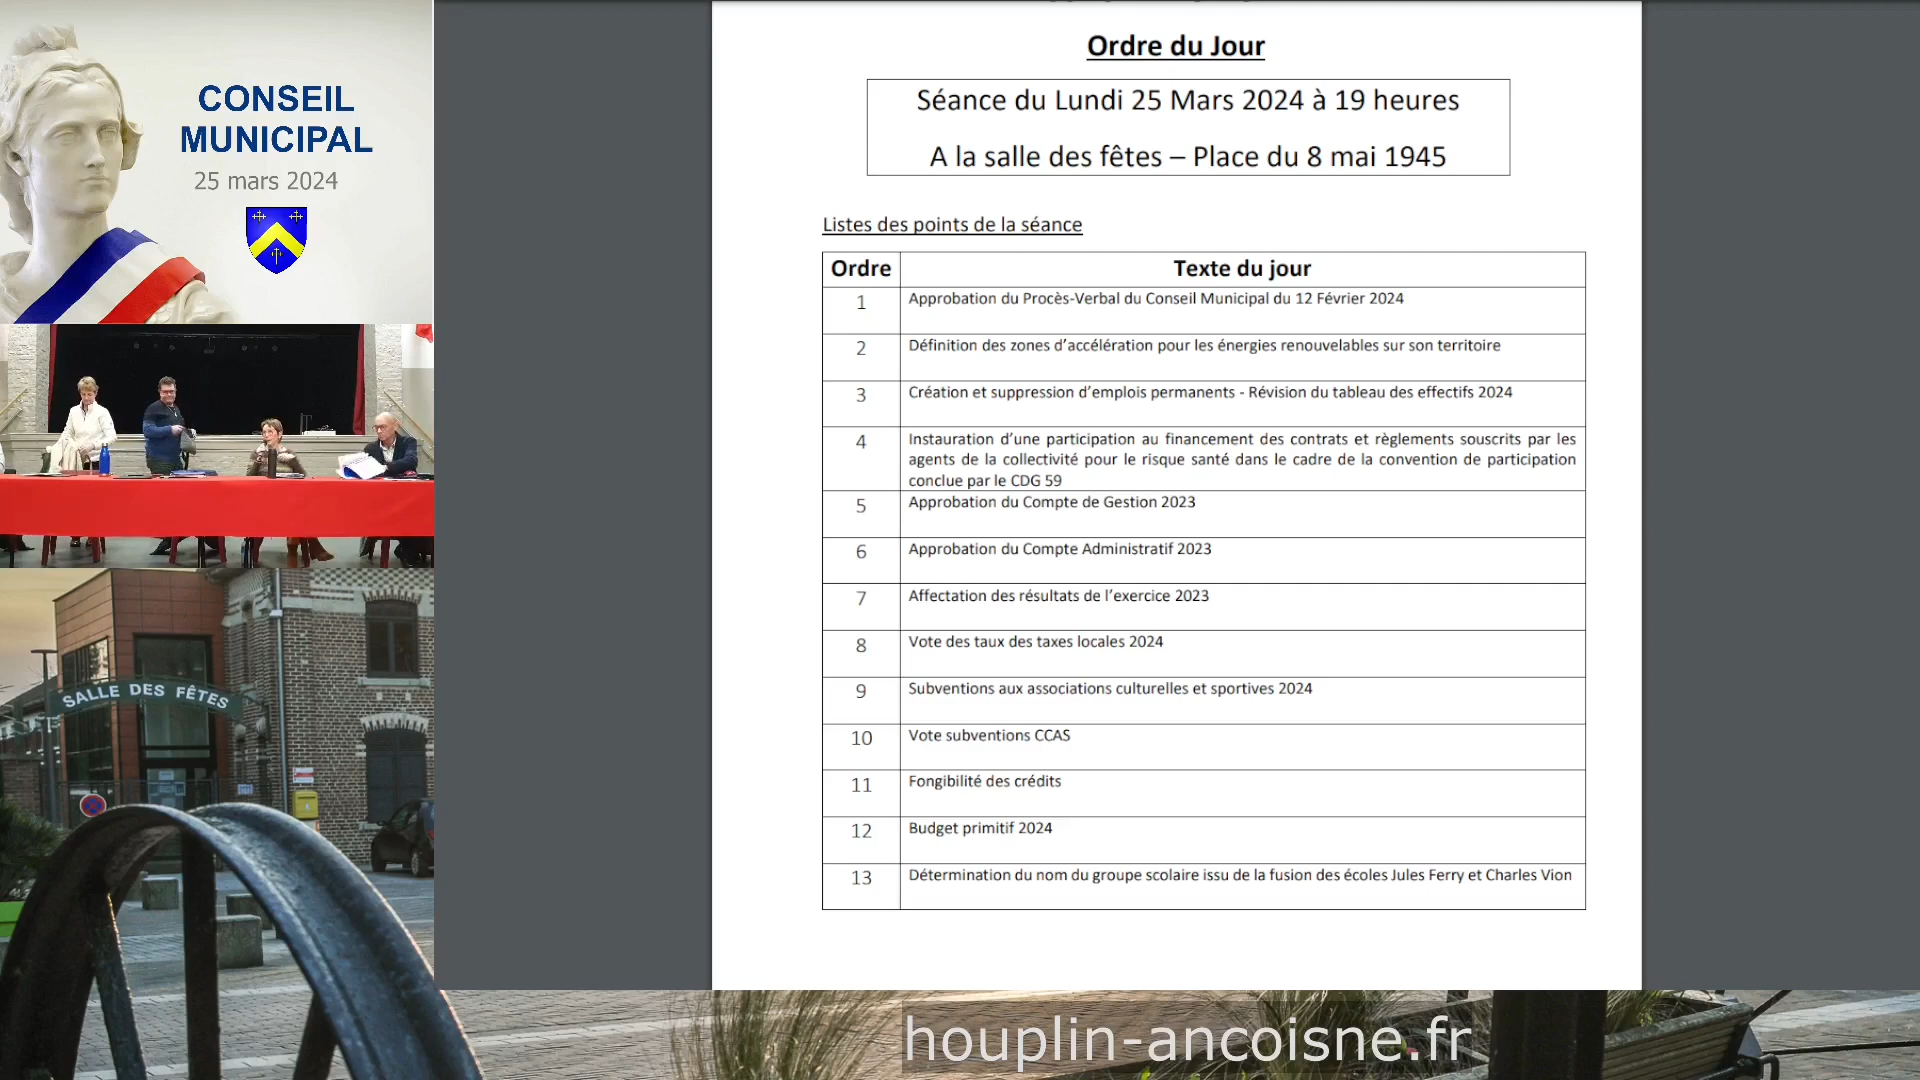 CONSEIL
MUNICIPAL
25 mars 2024
SALLE DES FÊTES
Ordre du Jour
Séance du Lundi 25 Mars 2024 à 19 heures
A la salle des fêtes – Place du 8 mai 1945
Listes des points de la séance
Ordre Texte du jour
1 Approbation du Procès-Verbal du Conseil Municipal du 12 Février 2024
2 Définition des zones d’accélération pour les énergies renouvelables sur son territoire
3 Création et suppression d’emplois permanents - Révision du tableau des effectifs 2024
4 Instauration d’une participation au financement des contrats et règlements souscrits par les
agents de la collectivité pour le risque santé dans le cadre de la convention de participation
conclue par le CDG 59
5 Approbation du Compte de Gestion 2023
6 Approbation du Compte Administratif 2023
7 Affectation des résultats de l’exercice 2023
8 Vote des taux des taxes locales 2024
9 Subventions aux associations culturelles et sportives 2024
10 Vote subventions CCAS
11 Fongibilité des crédits
12 Budget primitif 2024
13 Détermination du nom du groupe scolaire issu de la fusion des écoles Jules Ferry et Charles Vion
houplin-ancoisne.fr